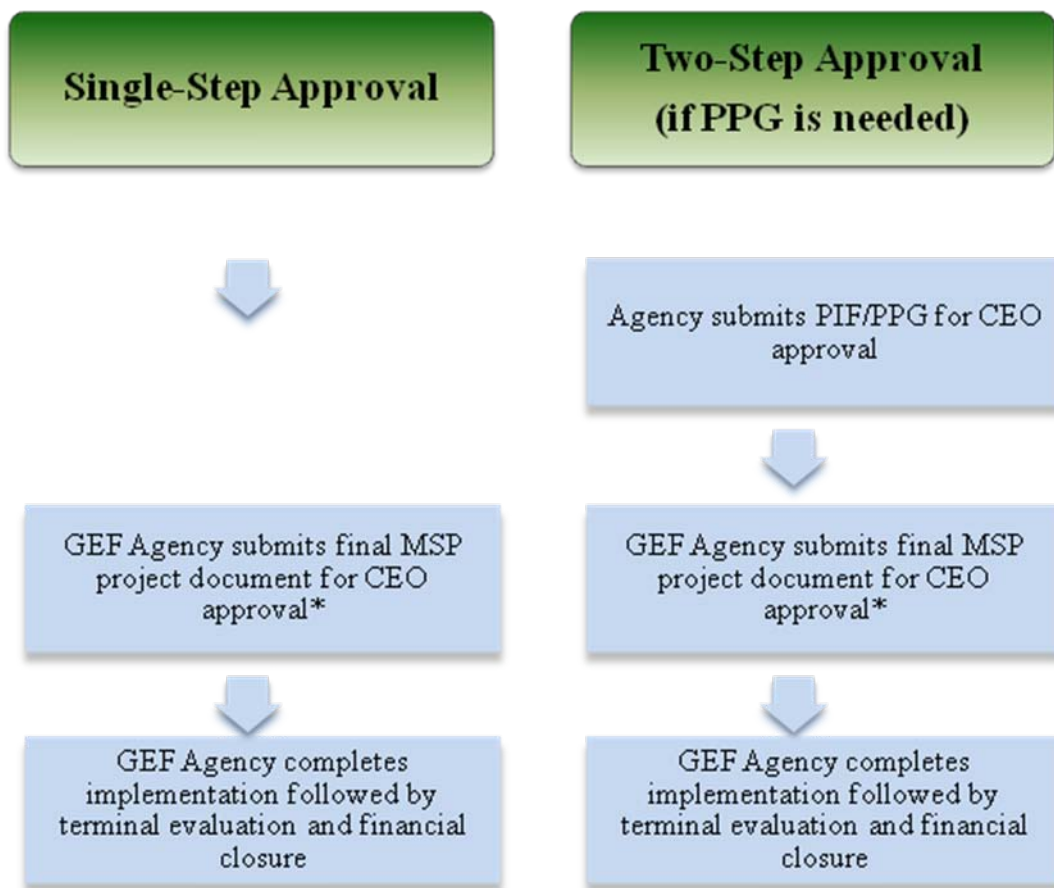 Single-Step Approval
Two-Step Approval
(if PPG is needed)
Agency submits PIF/PPG for CEO
approval
GEF Agency submits final MSP
project document for CEO
approval*
GEF Agency submits final MSP
project document for CEO
approval*
GEF Agency completes
implementation followed by
terminal evaluation and financial
closure
GEF Agency completes
implementation followed by
terminal evaluation and financial
closure